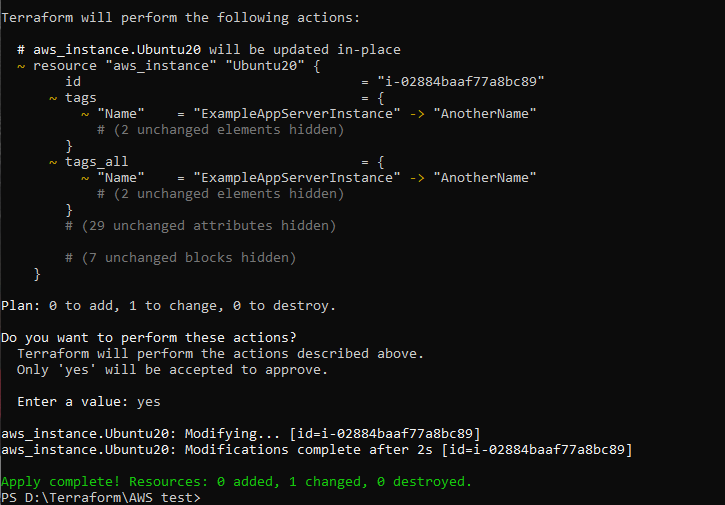 Terraform will perform the following actions:
# aws_instance.Ubuntu20 will be updated in-place
~ resource "aws_instance" "Ubuntu20" {
id = "i-02884baaf77a8bc89"
~ tags = {
~ "Name" = "ExampleAppServerInstance" -> "AnotherName"
# (2 unchanged elements hidden)
}
~ tags_all = {
~ "Name" = "ExampleAppServerInstance" -> "AnotherName"
# (2 unchanged elements hidden)
}
# (29 unchanged attributes hidden)
# (7 unchanged blocks hidden)
}
Plan: 0 to add, 1 to change, 0 to destroy.
Do you want to perform these actions?
Terraform will perform the actions described above.
Only 'yes' will be accepted to approve.
Enter a value: yes
aws_instance.Ubuntu20: Modifying... [id=i-02884baaf77a8bc89]
aws_instance.Ubuntu20: Modifications complete after 2s [id=i-02884baaf77a8bc89]
Apply complete! Resources: 0 added, 1 changed, 0 destroyed.
PS D:\Terraform\AWS test>